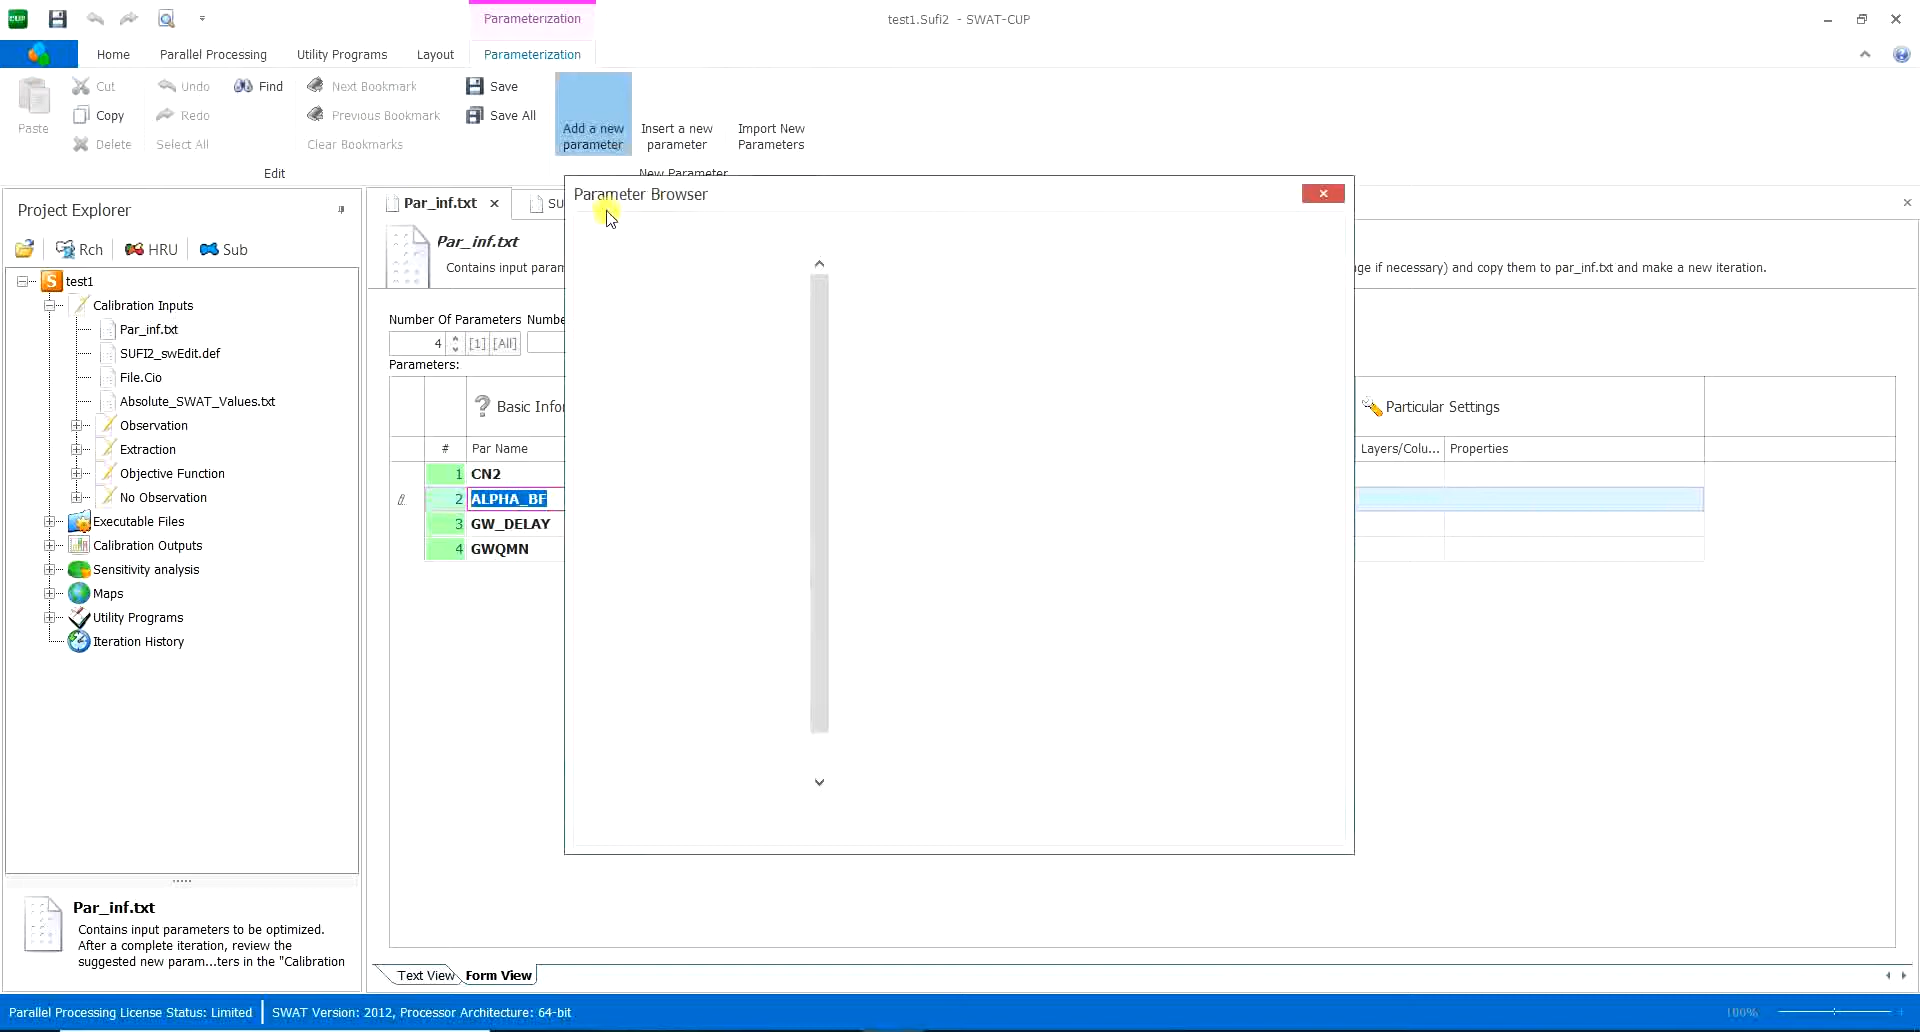 CUP
Parameterization
test1.Sufi2 - SWAT-CUP
Home
Parallel Processing
Utility Programs
Layout
Parameterization
Paste
Cut
Copy
Delete
Undo
Redo
Select All
Find
Next Bookmark
Previous Bookmark
Clear Bookmarks
Save
Save All
Add a new
parameter
Insert a new
parameter
Import New
Parameters
Edit
New Parameter
Project Explorer
Rch
HRU
Sub
test1
Calibration Inputs
Par_inf.txt
SUFI2_swEdit.def
File.Cio
Absolute_SWAT_Values.txt
Observation
Extraction
Objective Function
No Observation
Executable Files
Calibration Outputs
Sensitivity analysis
Maps
Utility Programs
Iteration History
Par_inf.txt
Contains input parameters to be optimized.
After a complete iteration, review the
suggested new param...ters in the "Calibration
Par_inf.txt
SU
Par_inf.txt
Contains input param
ge if necessary) and copy them to par_inf.txt and make a new iteration.
Number Of Parameters
Numbe
4
[1]
[All]
Parameters:
Basic Infor
Particular Settings
#
Par Name
Layers/Colu...
Properties
1 CN2
2 ALPHA_BF
3 GW_DELAY
4 GWQMN
Parameter Browser
Text View
Form View
Parallel Processing License Status: Limited
SWAT Version: 2012, Processor Architecture: 64-bit
100%